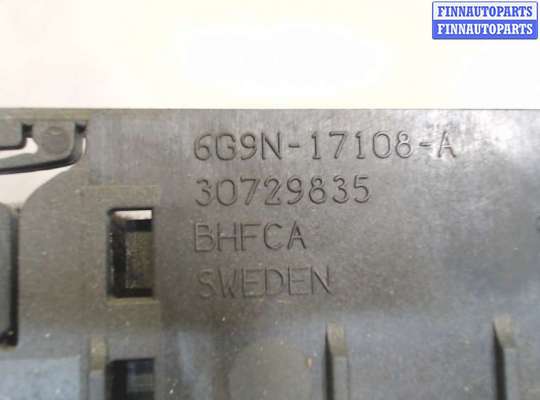 FINNAUTOPARTS
FINNAUTOPARTS
6G9N-17108-A
30729835
BHFCA
SWEDEN